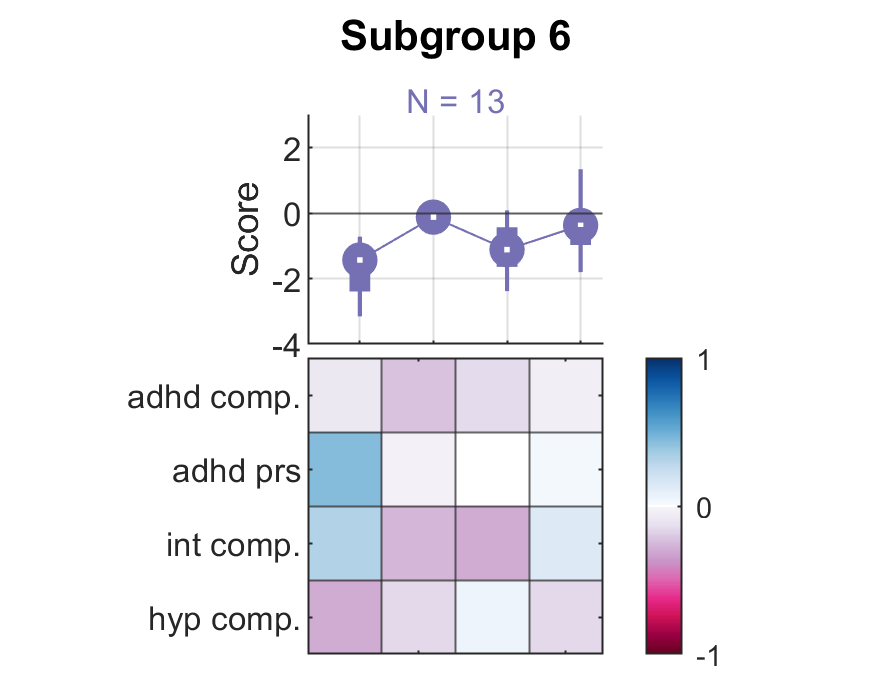 Subgroup 6
N = 13
Score
2
0
-2
-4
adhd comp.
adhd prs
int comp.
hyp comp.
1
0
-1